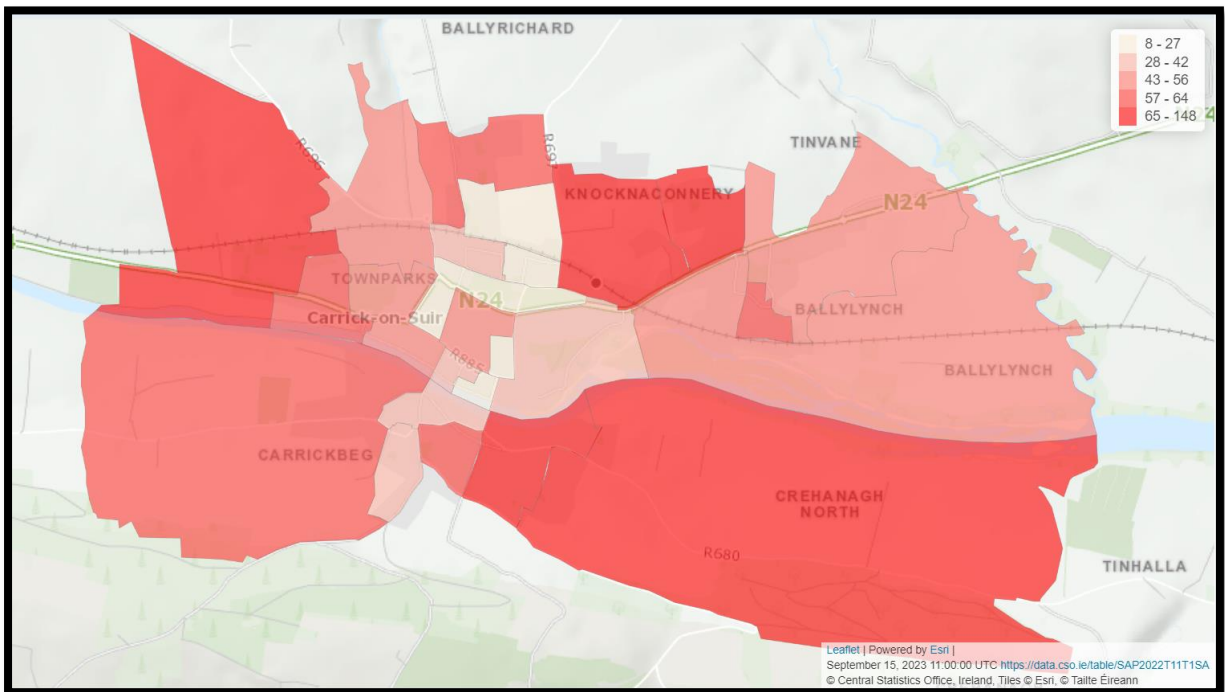 BALLYRICHARD
8 - 27
28 - 42
43 - 56
57 - 64
65 - 148
N24
R696
R697
TINVANE
KNOCKNACONNERY
N24
TOWNPARKS
N24
Carrick-on-Suir
BALLYLYNCH
R885
BALLYLYNCH
CARRICKBEG
CREHANAGH
NORTH
R680
TINHALLA
Leaflet | Powered by Esri |
September 15, 2023 11:00:00 UTC https://data.cso.ie/table/SAP2022T11T1SA
© Central Statistics Office, Ireland, Tiles © Esri, © Tailte Éireann